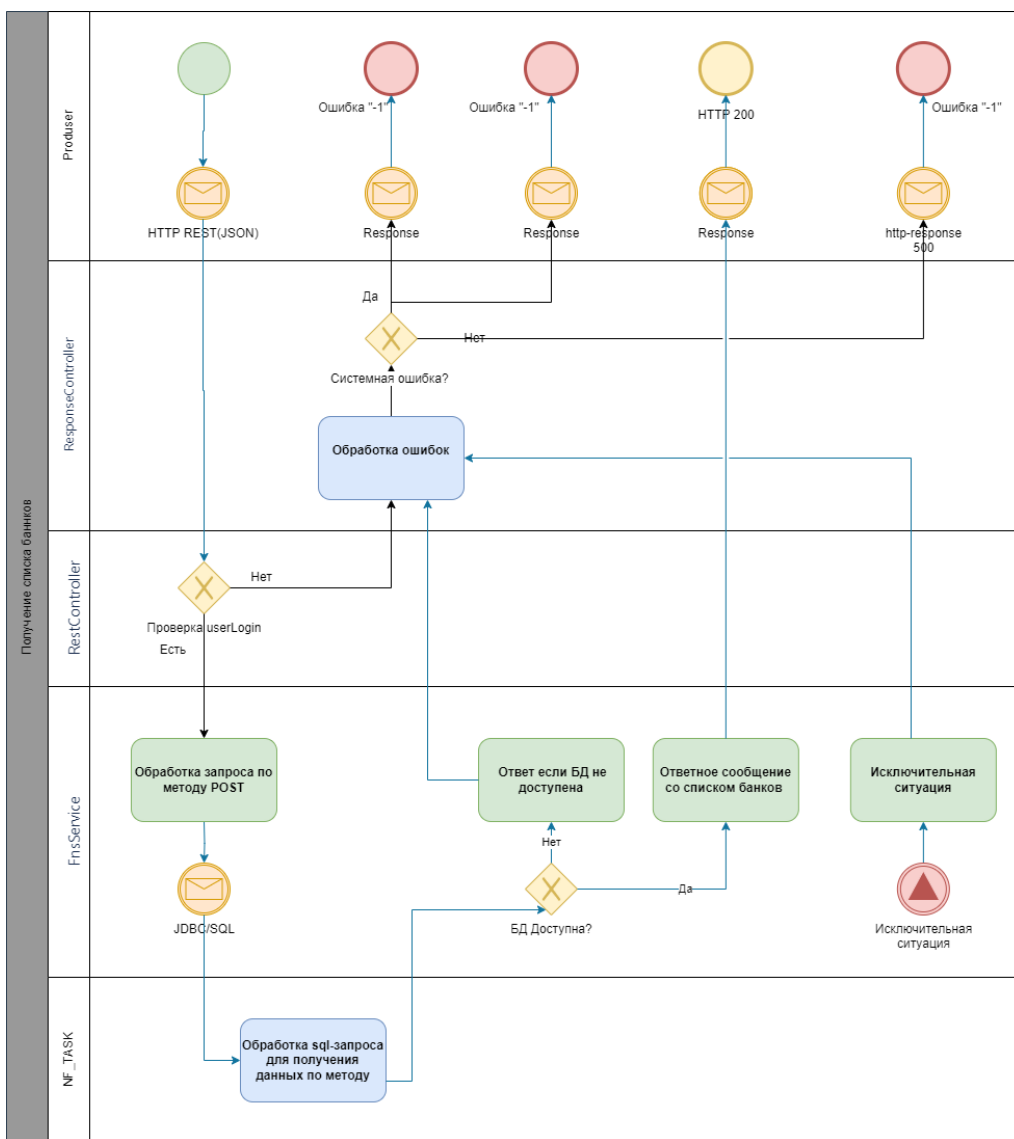 Получение списка баннков
Produser
Ошибка "-1"
Ошибка "-1"
HTTP 200
Ошибка "-1"
HTTP REST(JSON)
Response
Response
Response
http-response
500
ResponseController
Да
Нет
Системная ошибка?
Обработка ошибок
RestController
Нет
Проверка userLogin
Есть
FnsService
Обработка запроса по
методу POST
Ответ если БД не
доступена
Ответное сообщение
со списком банков
Исключительная
ситуация
Нет
Да
JDBC/SQL
БД Доступна?
Исключительная
ситуация
NF_TASK
Обработка sql-запроса
для получения
данных по методу